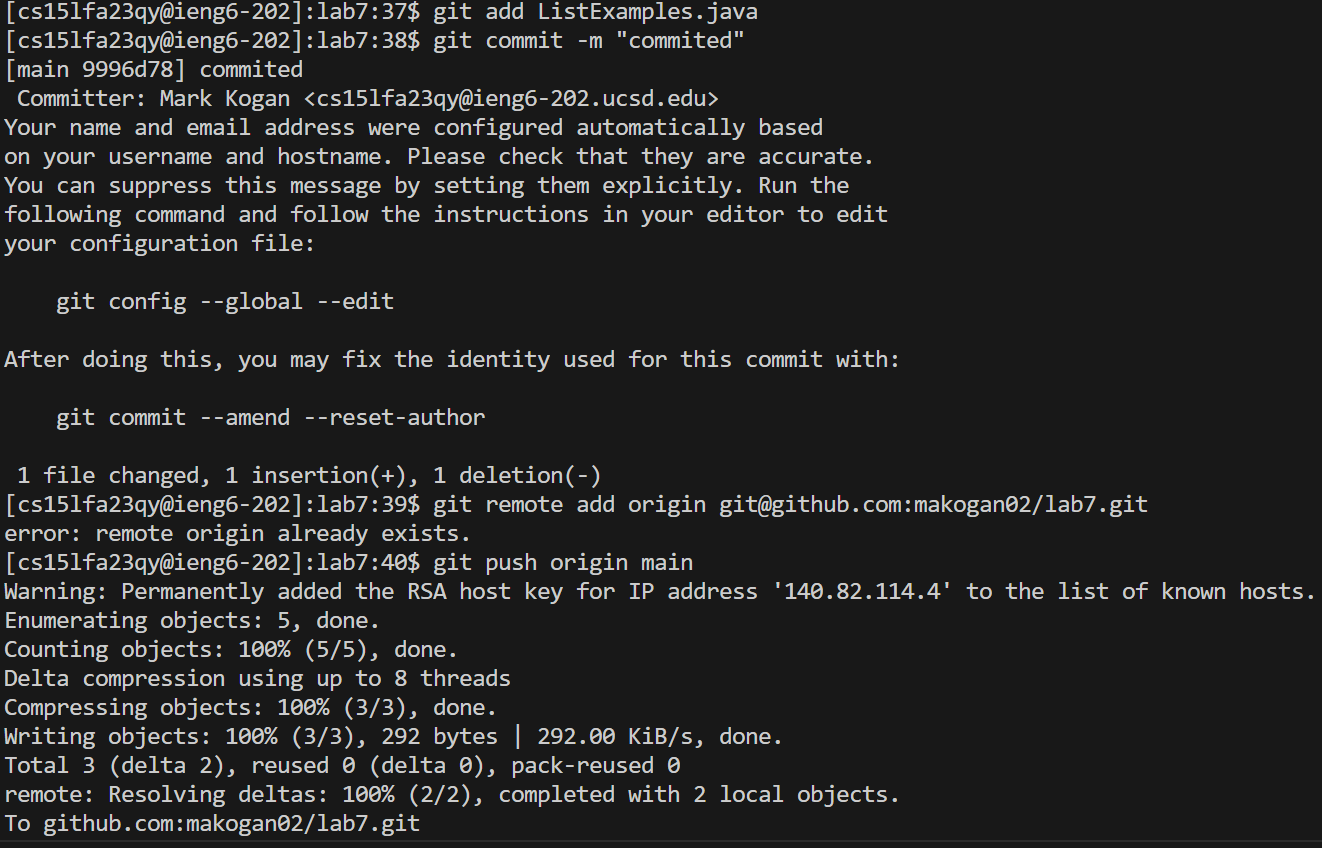 [cs15lfa23qy@ieng6-202]:lab7:37$ git add ListExamples.java
[cs15lfa23qy@ieng6-202]:lab7:38$ git commit -m "commited"
[main 9996d78] commited
 Committer: Mark Kogan <cs15lfa23qy@ieng6-202.ucsd.edu>
Your name and email address were configured automatically based
on your username and hostname. Please check that they are accurate.
You can suppress this message by setting them explicitly. Run the
following command and follow the instructions in your editor to edit
your configuration file:

    git config --global --edit

After doing this, you may fix the identity used for this commit with:

    git commit --amend --reset-author

 1 file changed, 1 insertion(+), 1 deletion(-)
[cs15lfa23qy@ieng6-202]:lab7:39$ git remote add origin git@github.com:makogan02/lab7.git
error: remote origin already exists.
[cs15lfa23qy@ieng6-202]:lab7:40$ git push origin main
Warning: Permanently added the RSA host key for IP address '140.82.114.4' to the list of known hosts.
Enumerating objects: 5, done.
Counting objects: 100% (5/5), done.
Delta compression using up to 8 threads
Compressing objects: 100% (3/3), done.
Writing objects: 100% (3/3), 292 bytes | 292.00 KiB/s, done.
Total 3 (delta 2), reused 0 (delta 0), pack-reused 0
remote: Resolving deltas: 100% (2/2), completed with 2 local objects.
To github.com:makogan02/lab7.git